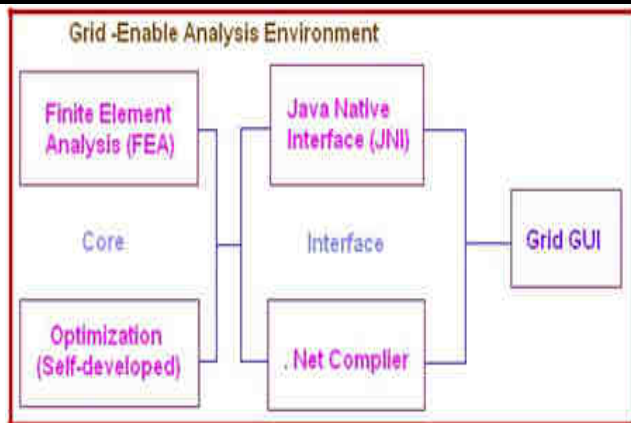 Grid -Enable Analysis Environment
Finite Element
Analysis (FEA)
Java Native
Interface (JNI)
Core
Interface
Grid GUI
Optimization
(Self-developed)
. Net Complier